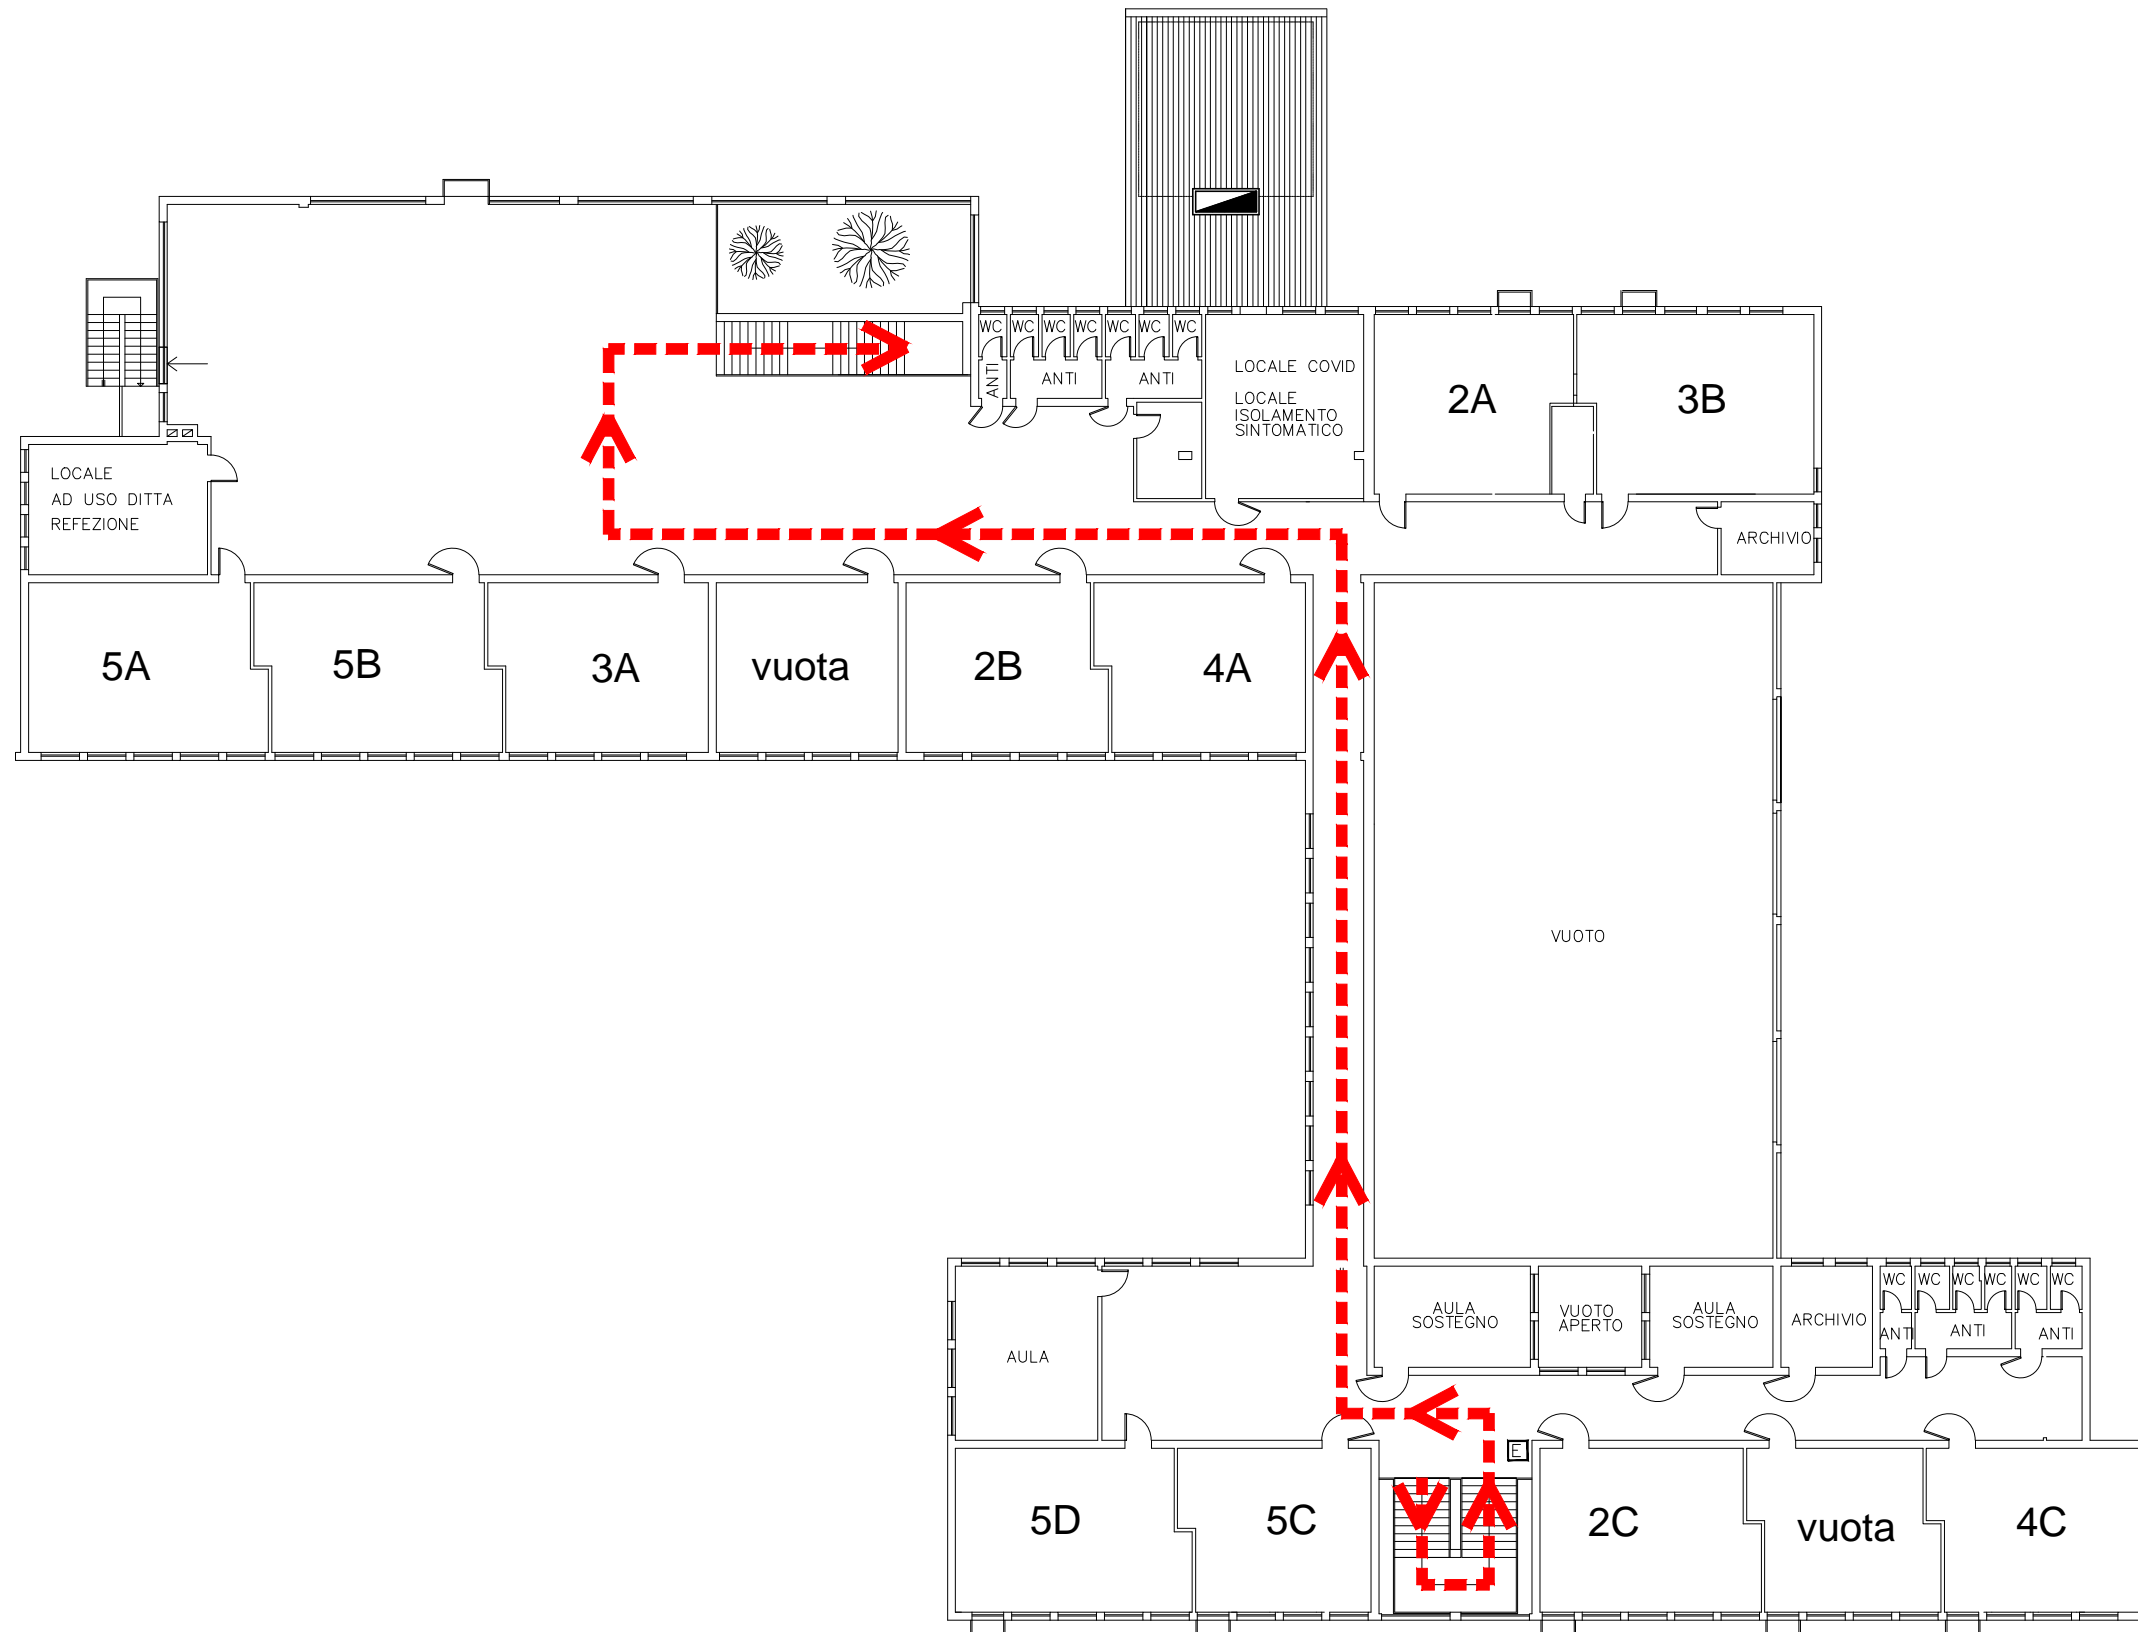 WC WC WC WC WC WC WC
ANTI
ANTI
ANTI
LOCALE COVID
LOCALE
ISOLAMENTO
SINTOMATICO
2A
3B
LOCALE
AD USO DITTA
REFEZIONE
ARCHIVIO
5A
5B
3A
vuota
2B
4A
VUOTO
AULA
SOSTEGNO
VUOTO
APERTO
AULA
SOSTEGNO
ARCHIVIO
WC WC WC WC WC WC
ANTI
ANTI
ANTI
AULA
E
5D
5C
2C
vuota
4C